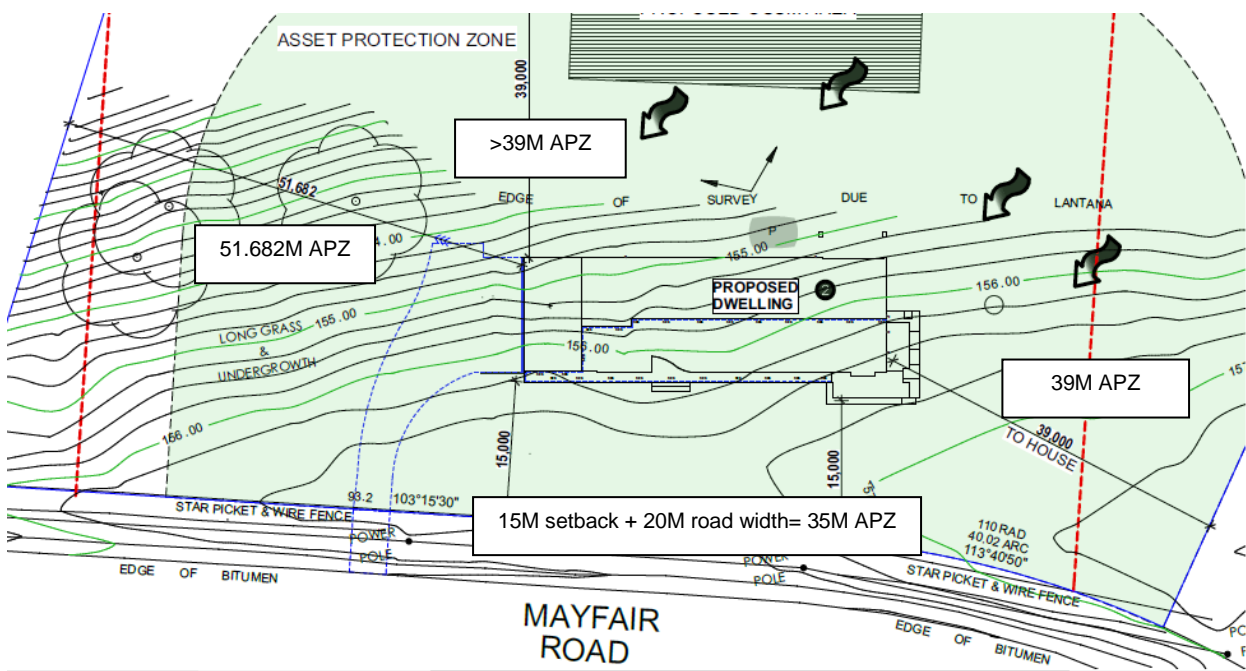 ASSET PROTECTION ZONE
39,000
>39M APZ
51.682
EDGE OF SURVEY DUE TO LANTANA
P
51.682M APZ
155.00
156.00
PROPOSED
DWELLING
LONG GRASS
&
UNDERGROWTH
155.00
156.00
39M APZ
39,000
TO HOUSE
156.00
15,000
15,000
93.2 103°15'30"
STAR PICKET & WIRE FENCE
15M setback + 20M road width= 35M APZ
110 RAD
40.02 ARC
113°40'50"
POWER
POLE
POWER
POLE
STAR PICKET & WIRE FENCE
EDGE OF BITUMEN
MAYFAIR
ROAD
EDGE OF BITUMEN